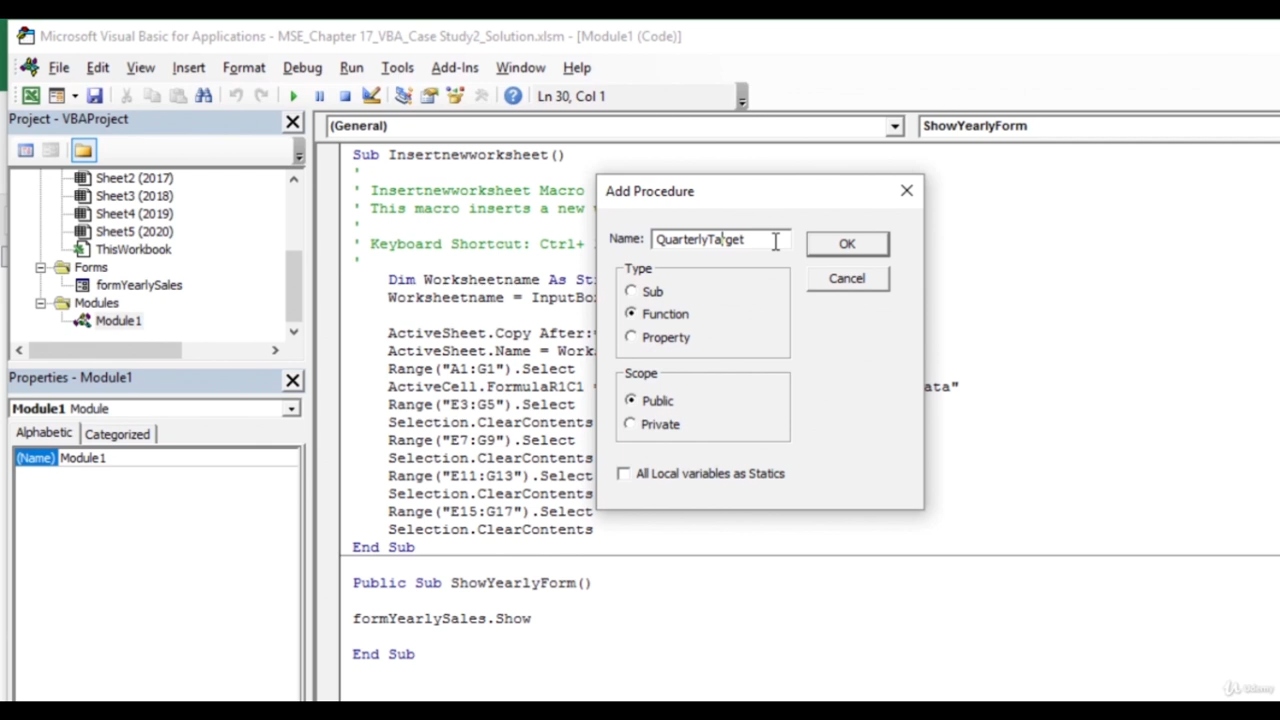 Microsoft Visual Basic for Applications - MSE_Chapter 17_VBA_Case Study2_Solution.xlsm - [Module1 (Code)]
File Edit View Insert Format Debug Run Tools Add-Ins Window Help
Ln 30, Col 1
Project - VBAProject
(General)
ShowYearlyForm
Sheet2 (2017)
Sheet3 (2018)
Sheet4 (2019)
Sheet5 (2020)
ThisWorkbook
Forms
formYearlySales
Modules
Module1
Properties - Module1
Module1 Module
Alphabetic Categorized
(Name) Module1
Sub Insertnewworksheet()
'
' Insertnewworksheet Macro
' This macro inserts a new
'
' Keyboard Shortcut: Ctrl+
'
Dim Worksheetname As
Worksheetname =
ActiveSheet.Copy After:
ActiveSheet.Name =
Range("A1:G1").Select
ActiveCell.FormulaR1C1 ata"
Range("E3:G5").Select
Selection.ClearContents
Range("E7:G9").Select
Selection.ClearContents
Range("E11:G13").Select
Selection.ClearContents
Range("E15:G17").Select
Selection.ClearContents
End Sub
Public Sub ShowYearlyForm()
formYearlySales.Show
End Sub
Add Procedure
Name: QuarterlyTarget
OK
Type
Sub
Cancel
Function
Property
Scope
Public
Private
All Local variables as Statics
Udemy